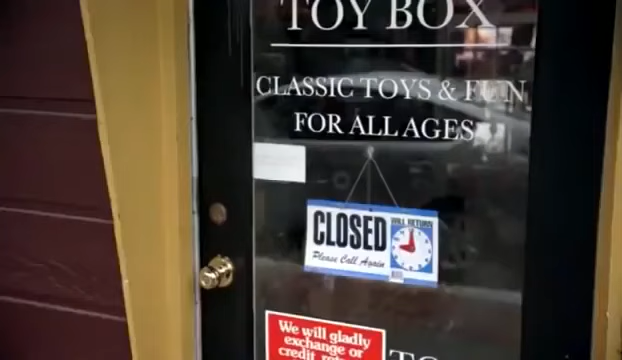 TOY BOX
CLASSIC TOYS & FUN
FOR ALL AGES
CLOSED
WILL RETURN
Please Call Again
We will gladly
exchange or
credit